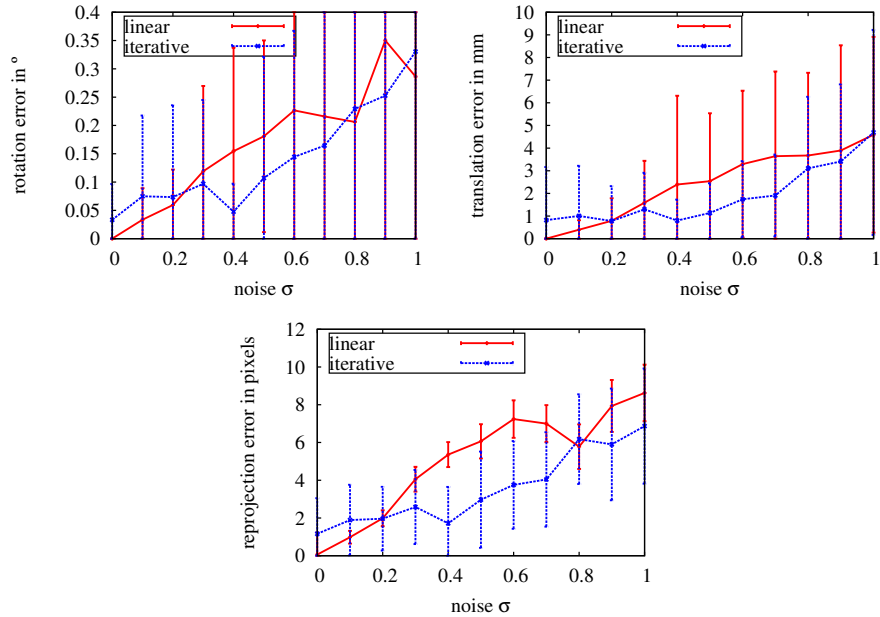 linear
iterative
0.4
0.35
0.3
0.25
0.2
0.15
0.1
0.05
0
rotation error in º
0 0.2 0.4 0.6 0.8 1
noise σ
linear
iterative
10
9
8
7
6
5
4
3
2
1
0
translation error in mm
0 0.2 0.4 0.6 0.8 1
noise σ
linear
iterative
12
10
8
6
4
2
0
reprojection error in pixels
0 0.2 0.4 0.6 0.8 1
noise σ